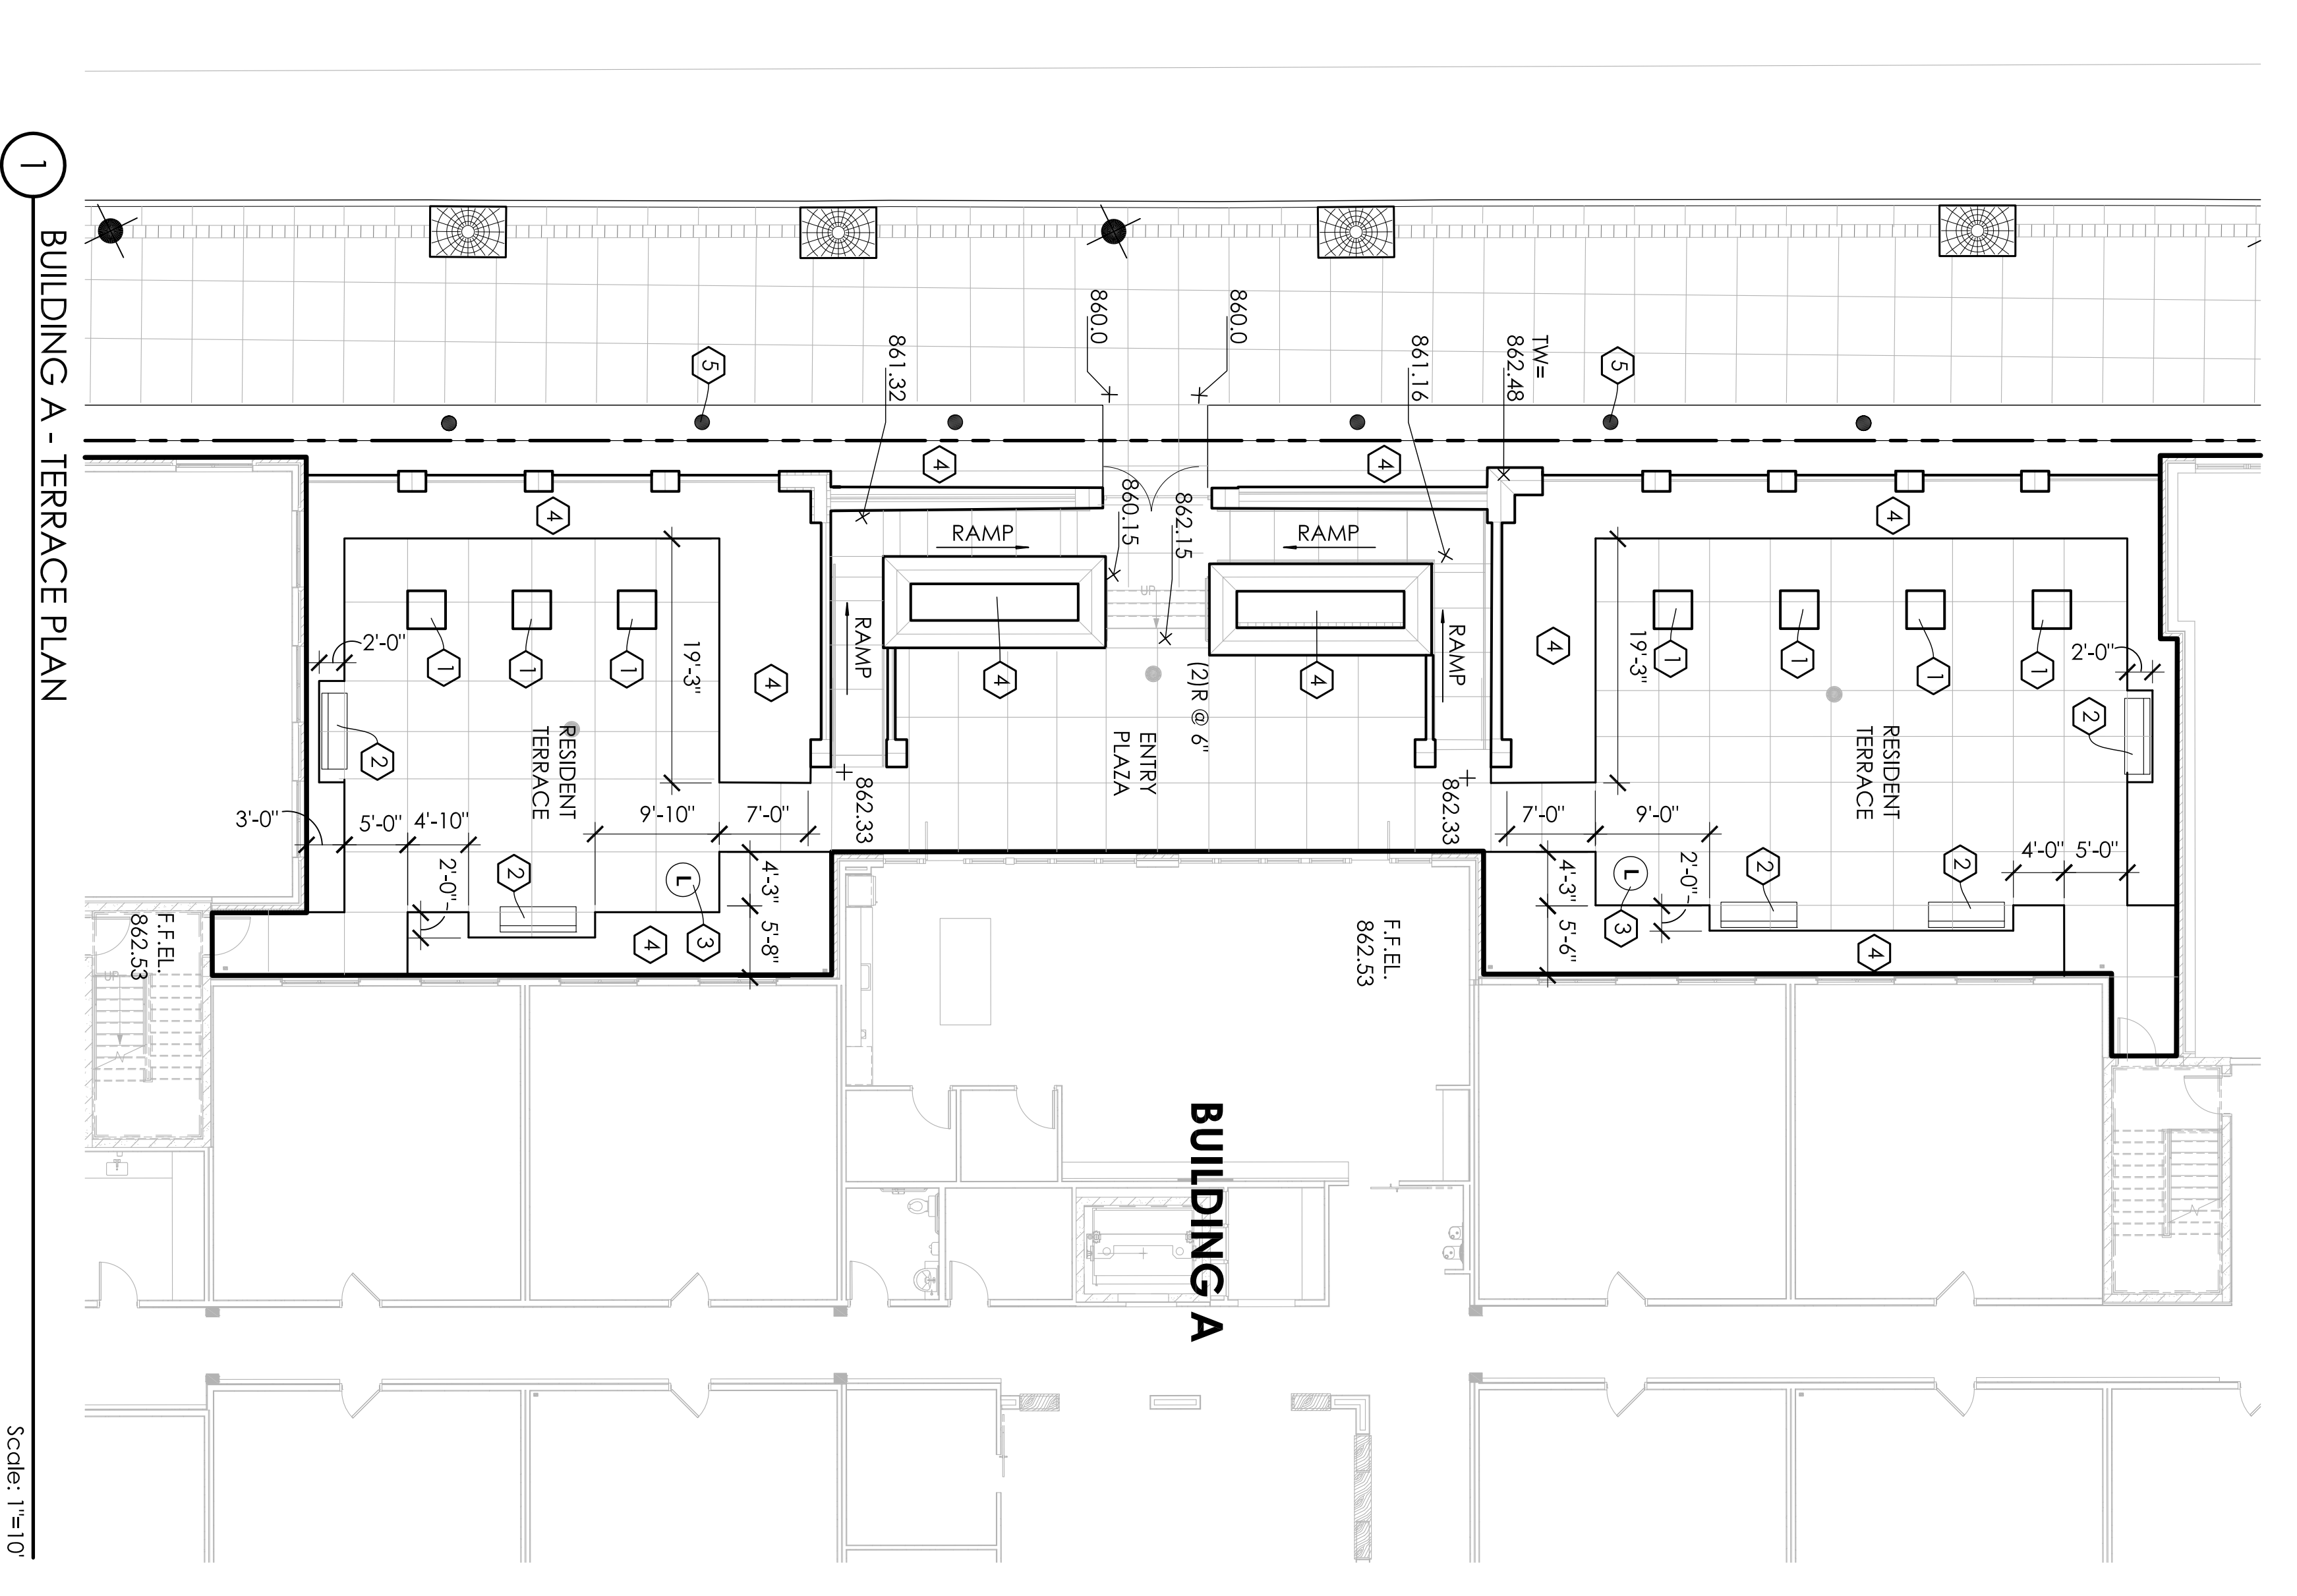 1
BUILDING A - TERRACE PLAN
Scale: 1"=10'
860.0
860.0
861.32
861.16
TW=
862.48
5
5
4
4
4
4
860.15
862.15
RAMP
RAMP
RAMP
RAMP
UP
(2)R @ 6"
4
4
4
4
1
1
1
1
1
1
1
2'-0"
19'-3"
19'-3"
2'-0"
2
2
RESIDENT
TERRACE
ENTRY
PLAZA
RESIDENT
TERRACE
862.33
862.33
3'-0"
5'-0"
4'-10"
9'-10"
7'-0"
7'-0"
9'-0"
4'-0"
5'-0"
2'-0"
2
L
3
4
4'-3"
5'-8"
4'-3"
5'-6"
L
3
2'-0"
2
2
4
F.F.EL.
862.53
UP
F.F.EL.
862.53
BUILDING A